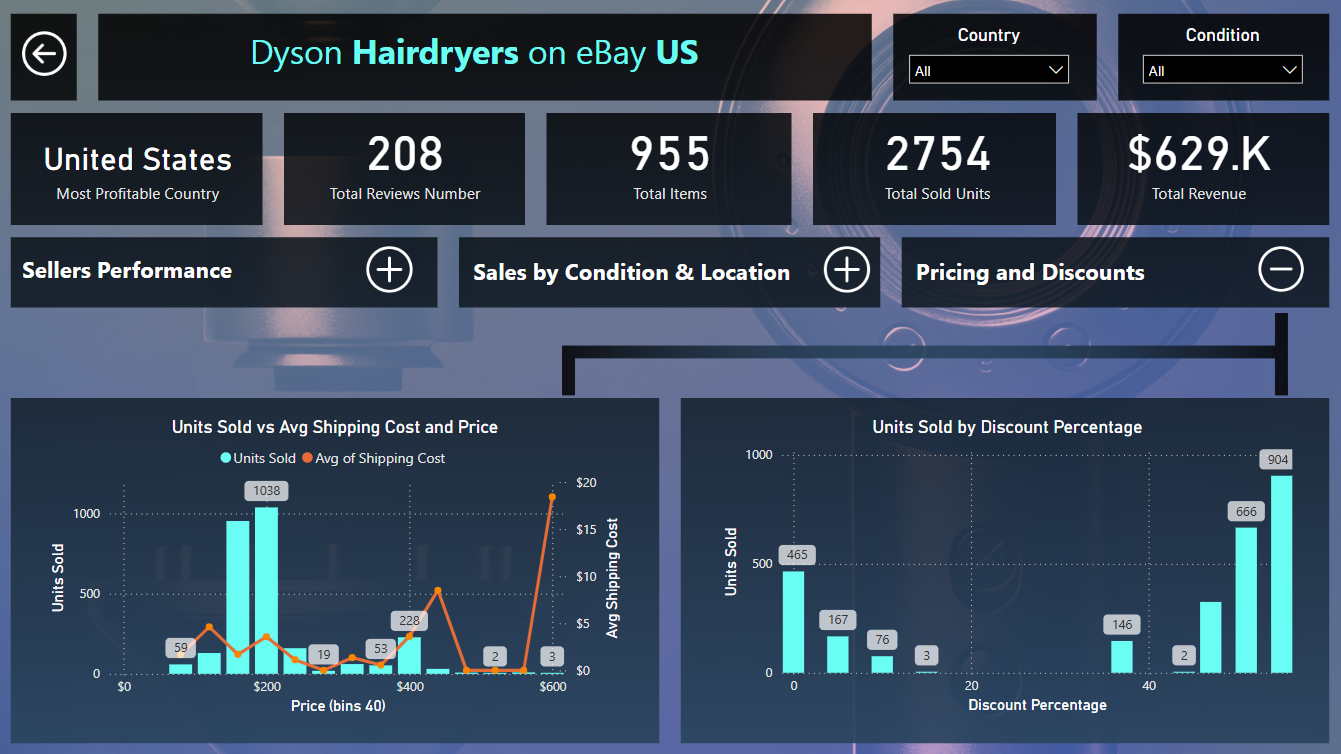 Dyson Hairdryers on eBay US
Country
All
Condition
All
United States
Most Profitable Country
208
Total Reviews Number
955
Total Items
2754
Total Sold Units
$629.K
Total Revenue
Sellers Performance
Sales by Condition & Location
Pricing and Discounts
Units Sold vs Avg Shipping Cost and Price
Units Sold Avg of Shipping Cost
Units Sold
1000
500
0
59
1038
19
53
228
2
3
$20
$15
$10
$5
$0
Avg Shipping Cost
$0 $200 $400 $600
Price (bins 40)
Units Sold by Discount Percentage
Units Sold
1000
500
0
465
167
76
3
146
2
666
904
0 20 40
Discount Percentage